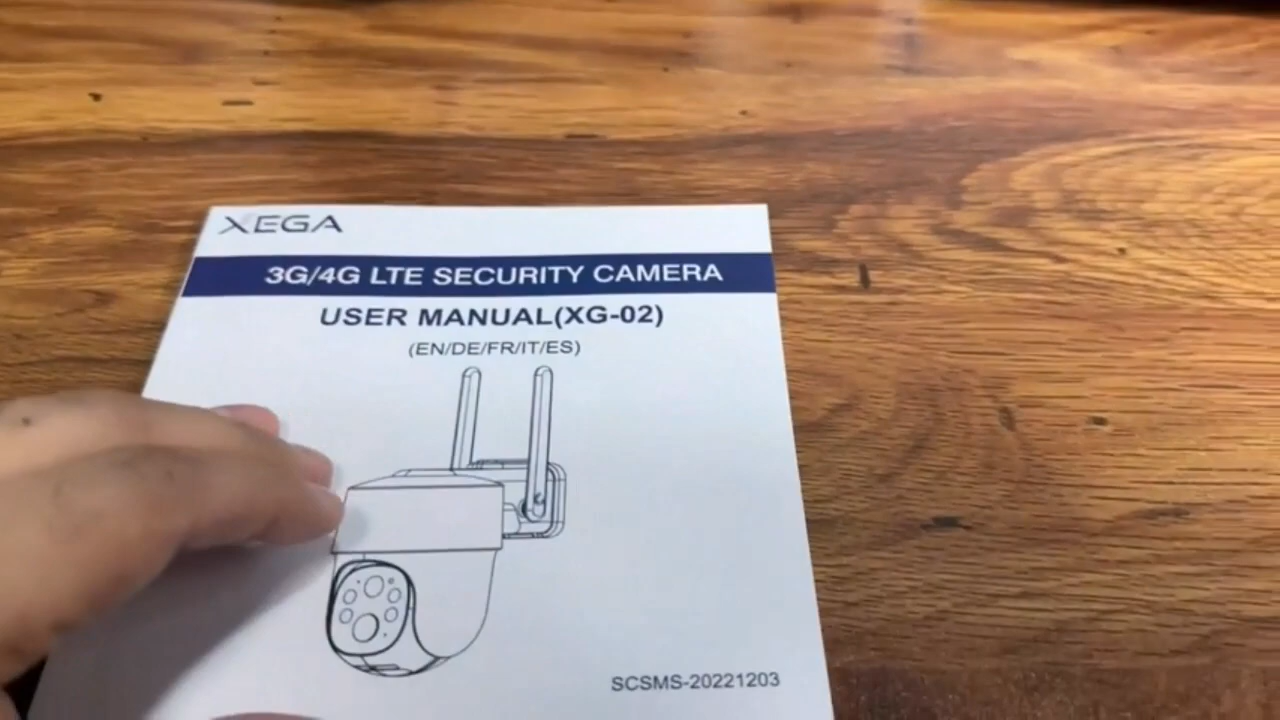 XEGA
3G/4G LTE SECURITY CAMERA
USER MANUAL(XG-02)
(EN/DE/FR/IT/ES)
SCSMS-20221203